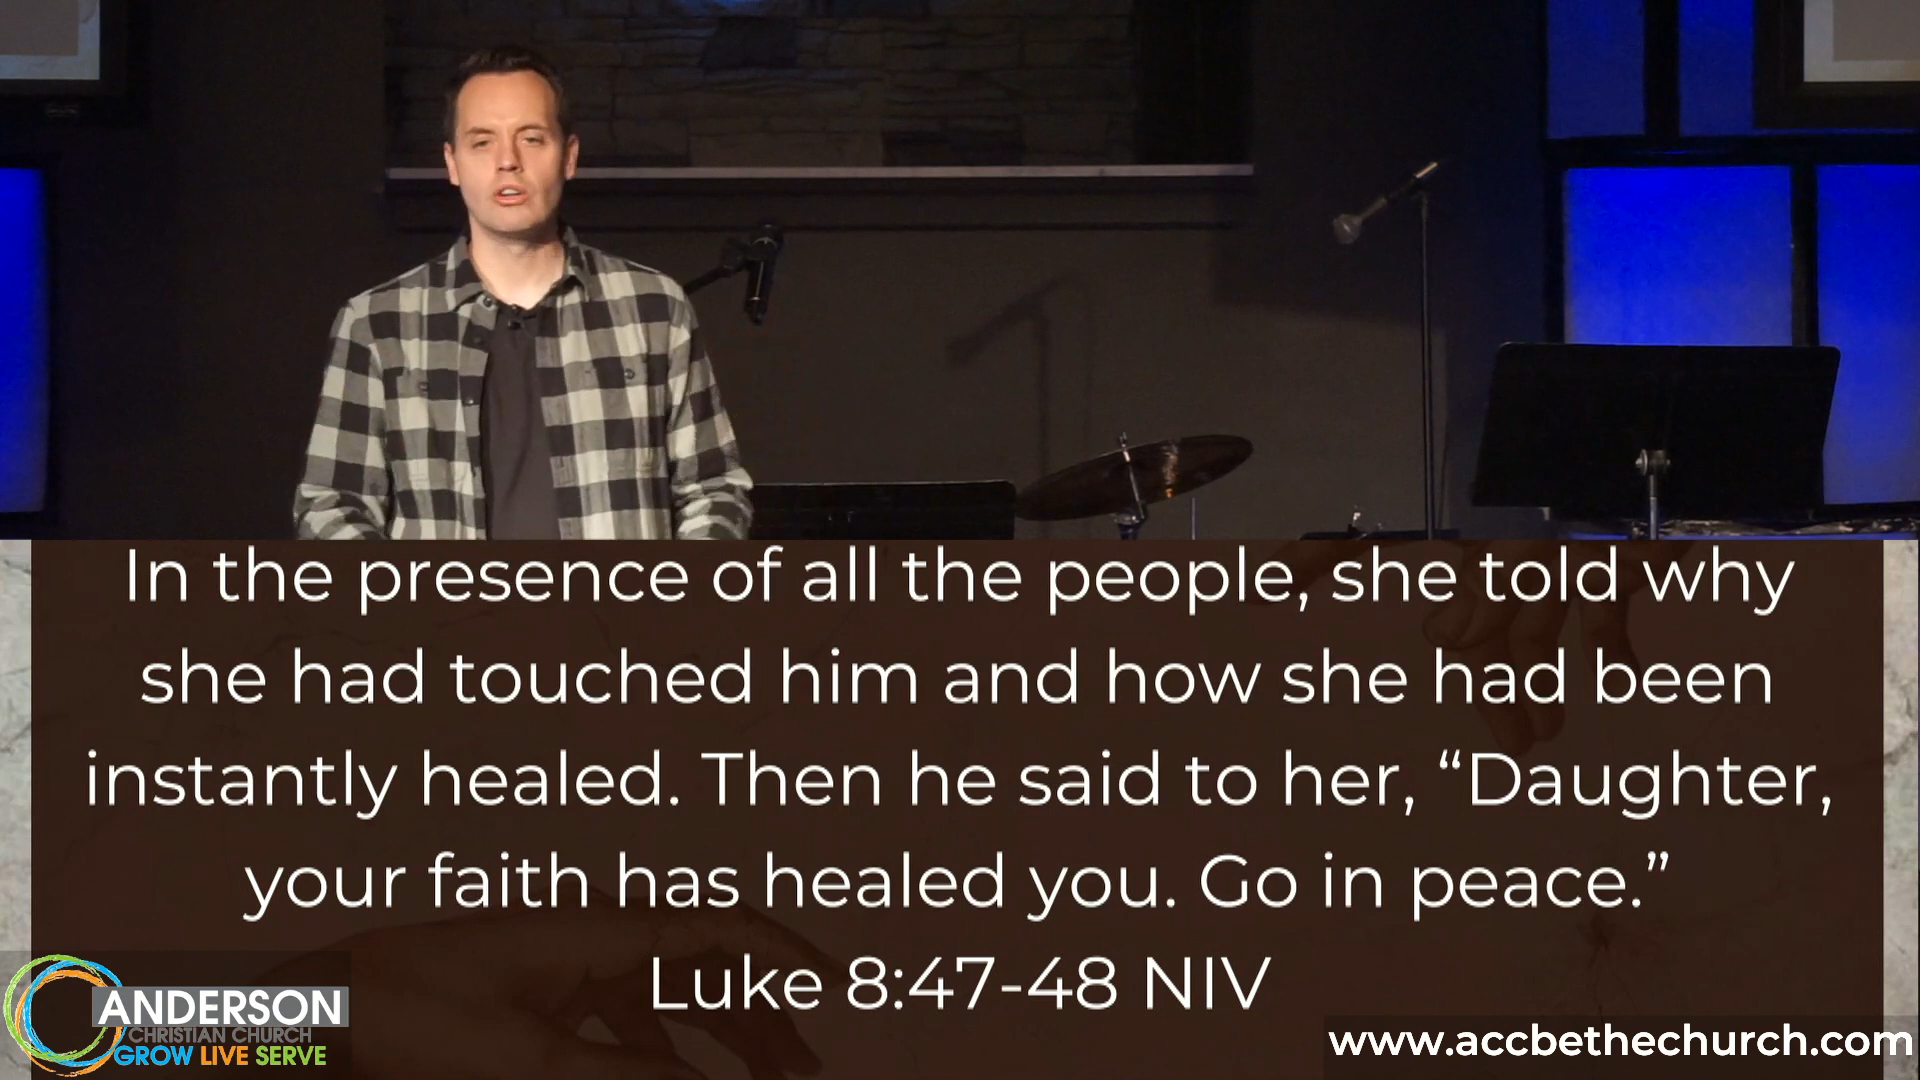 In the presence of all the people, she told why
she had touched him and how she had been
instantly healed. Then he said to her, “Daughter,
your faith has healed you. Go in peace.”
Luke 8:47-48 NIV
ANDERSON
CHRISTIAN CHURCH
GROW LIVE SERVE
www.accbethechurch.com